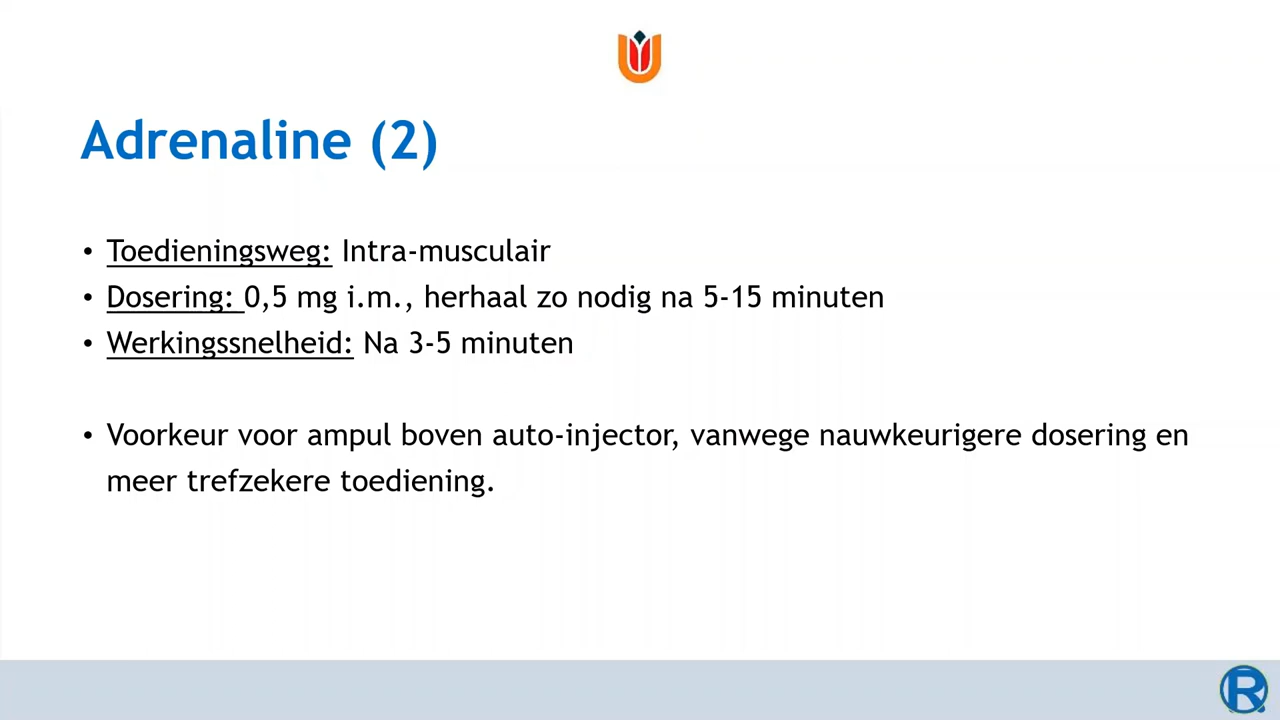 Adrenaline (2)
• Toedieningsweg: Intra-musculair
• Dosering: 0,5 mg i.m., herhaal zo nodig na 5-15 minuten
• Werkingssnelheid: Na 3-5 minuten
• Voorkeur voor ampul boven auto-injector, vanwege nauwkeurigere dosering en
meer trefzekere toediening.
R